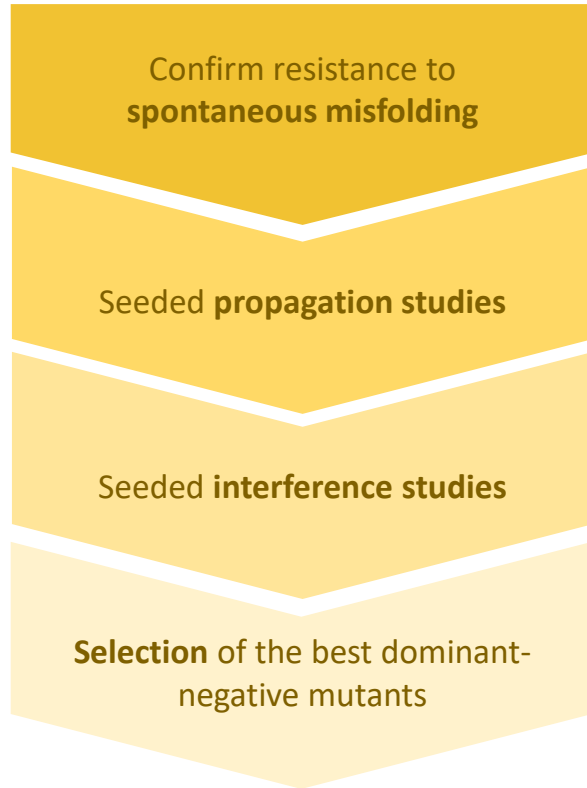 Confirm resistance to
spontaneous misfolding
Seeded propagation studies
Seeded interference studies
Selection of the best dominant-
negative mutants